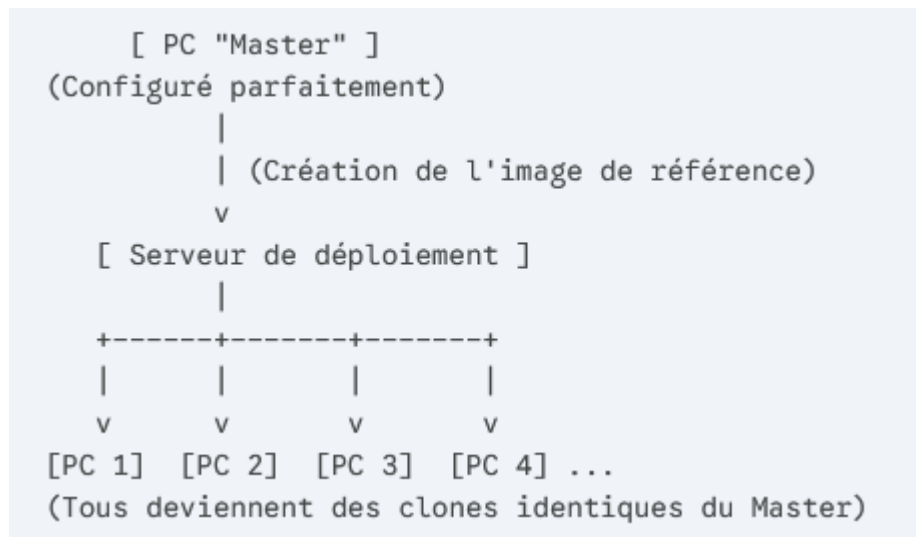 [ PC "Master" ]
(Configuré parfaitement)
|
| (Création de l'image de référence)
v
[ Serveur de déploiement ]
|
+------+-------+-------+
| | | |
v v v v
[PC 1] [PC 2] [PC 3] [PC 4] ...
(Tous deviennent des clones identiques du Master)